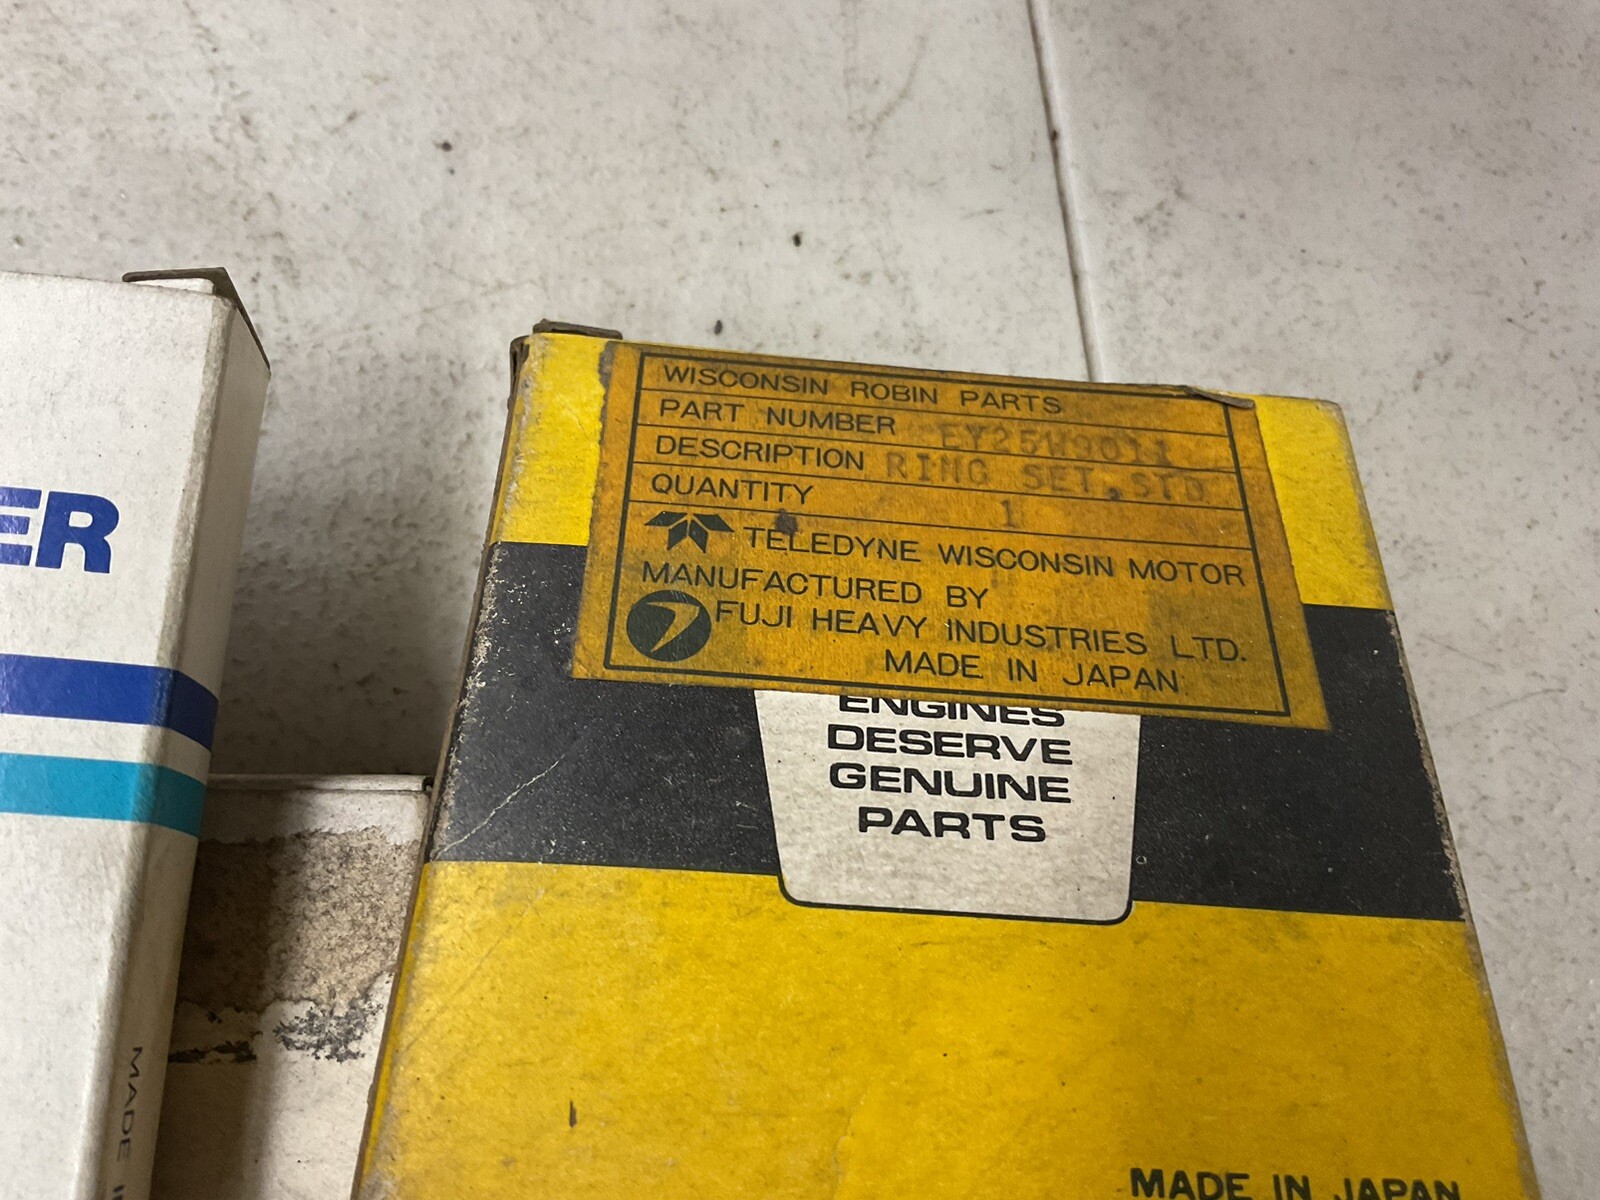 WISCONSIN ROBIN PARTS
PART NUMBER EY25W9011
DESCRIPTION RING SET, STD
QUANTITY 1
TELEDYNE WISCONSIN MOTOR
MANUFACTURED BY
FUJI HEAVY INDUSTRIES LTD.
MADE IN JAPAN
ENGINES
DESERVE
GENUINE
PARTS
MADE IN JAPAN
ER
MADE